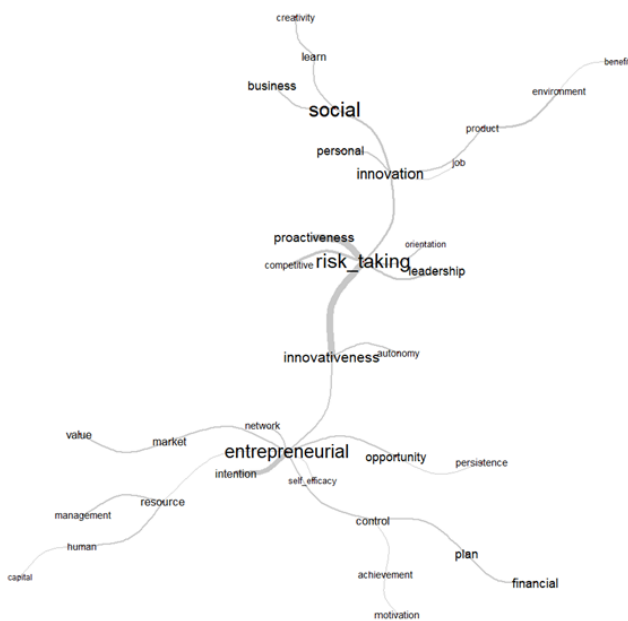 creativity
learn
benefi
business
environment
social
product
personal
job
innovation
proactiveness
orientation
competitive
risk_taking
leadership
innovativeness
autonomy
network
value
market
entrepreneurial
opportunity
persistence
intention
self_efficacy
resource
management
control
human
plan
capital
achievement
financial
motivation